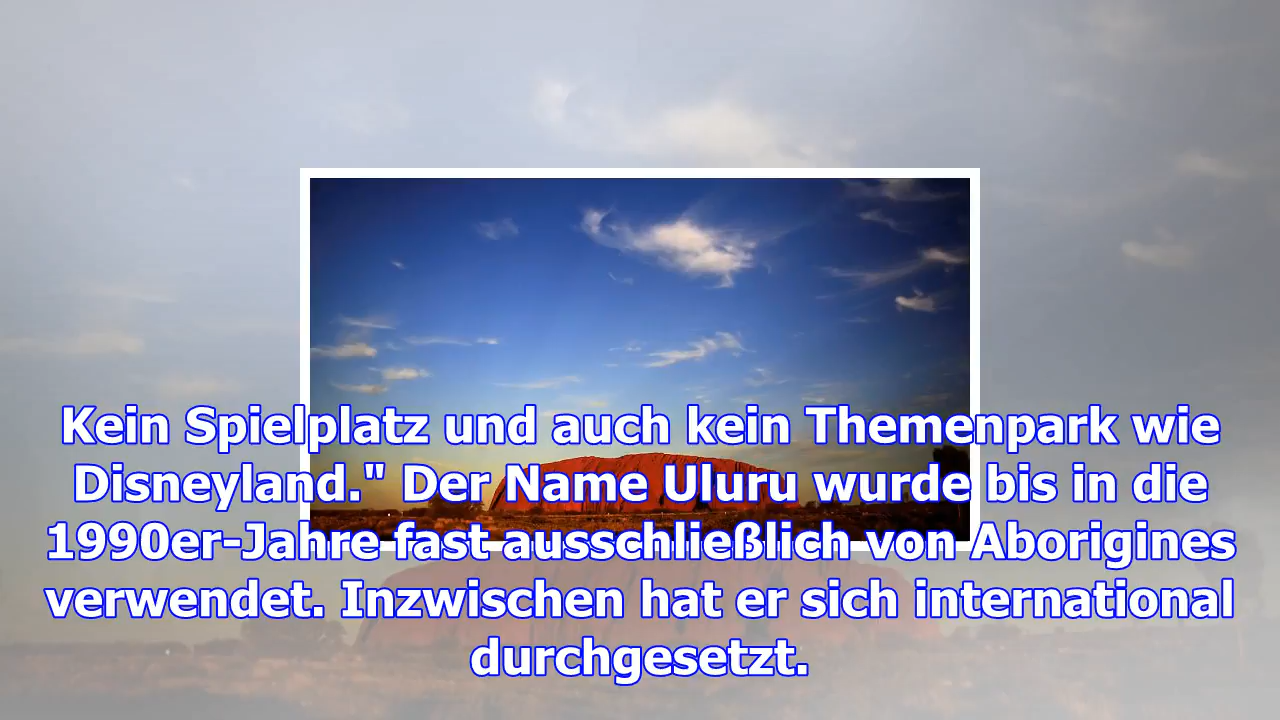 Kein Spielplatz und auch kein Themenpark wie
Disneyland." Der Name Uluru wurde bis in die
1990er-Jahre fast ausschließlich von Aborigines
verwendet. Inzwischen hat er sich international
durchgesetzt.